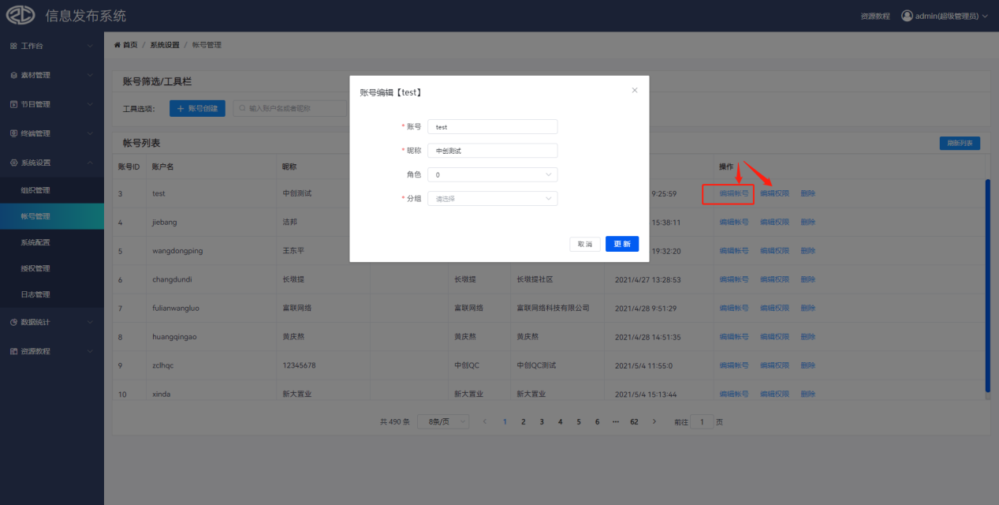 信息发布系统
资源教程 admin(超级管理员)
工作台
素材管理
节目管理
终端管理
系统设置
组织管理
帐号管理
系统配置
授权管理
日志管理
数据统计
资源教程
首页 / 系统设置 / 帐号管理
账号筛选/工具栏
工具选项: + 账号创建 输入账户名或者昵称
帐号列表 刷新列表
账号ID 账户名 昵称 操作
3 test 中创测试 9:25:59 编辑帐号 编辑权限 删除
4 jiebang 洁邦 15:38:11 编辑帐号 编辑权限 删除
5 wangdongping 王东平 19:32:20 编辑帐号 编辑权限 删除
6 changdundi 长墩提 长墩提 长墩提社区 2021/4/27 13:28:53 编辑帐号 编辑权限 删除
7 fulianwangluo 富联网络 富联网络 富联网络科技有限公司 2021/4/28 9:51:29 编辑帐号 编辑权限 删除
8 huangqingao 黄庆熬 黄庆熬 黄庆熬 2021/4/28 14:51:35 编辑帐号 编辑权限 删除
9 zclhqc 12345678 中创QC 中创QC测试 2021/5/4 11:55:0 编辑帐号 编辑权限 删除
10 xinda 新大置业 新大置业 新大置业 2021/5/4 15:13:44 编辑帐号 编辑权限 删除
共 490 条 8条/页 1 2 3 4 5 6 ··· 62 前往 1 页
账号编辑【test】
* 账号 test
* 昵称 中创测试
角色 0
* 分组 请选择
取 消 更 新